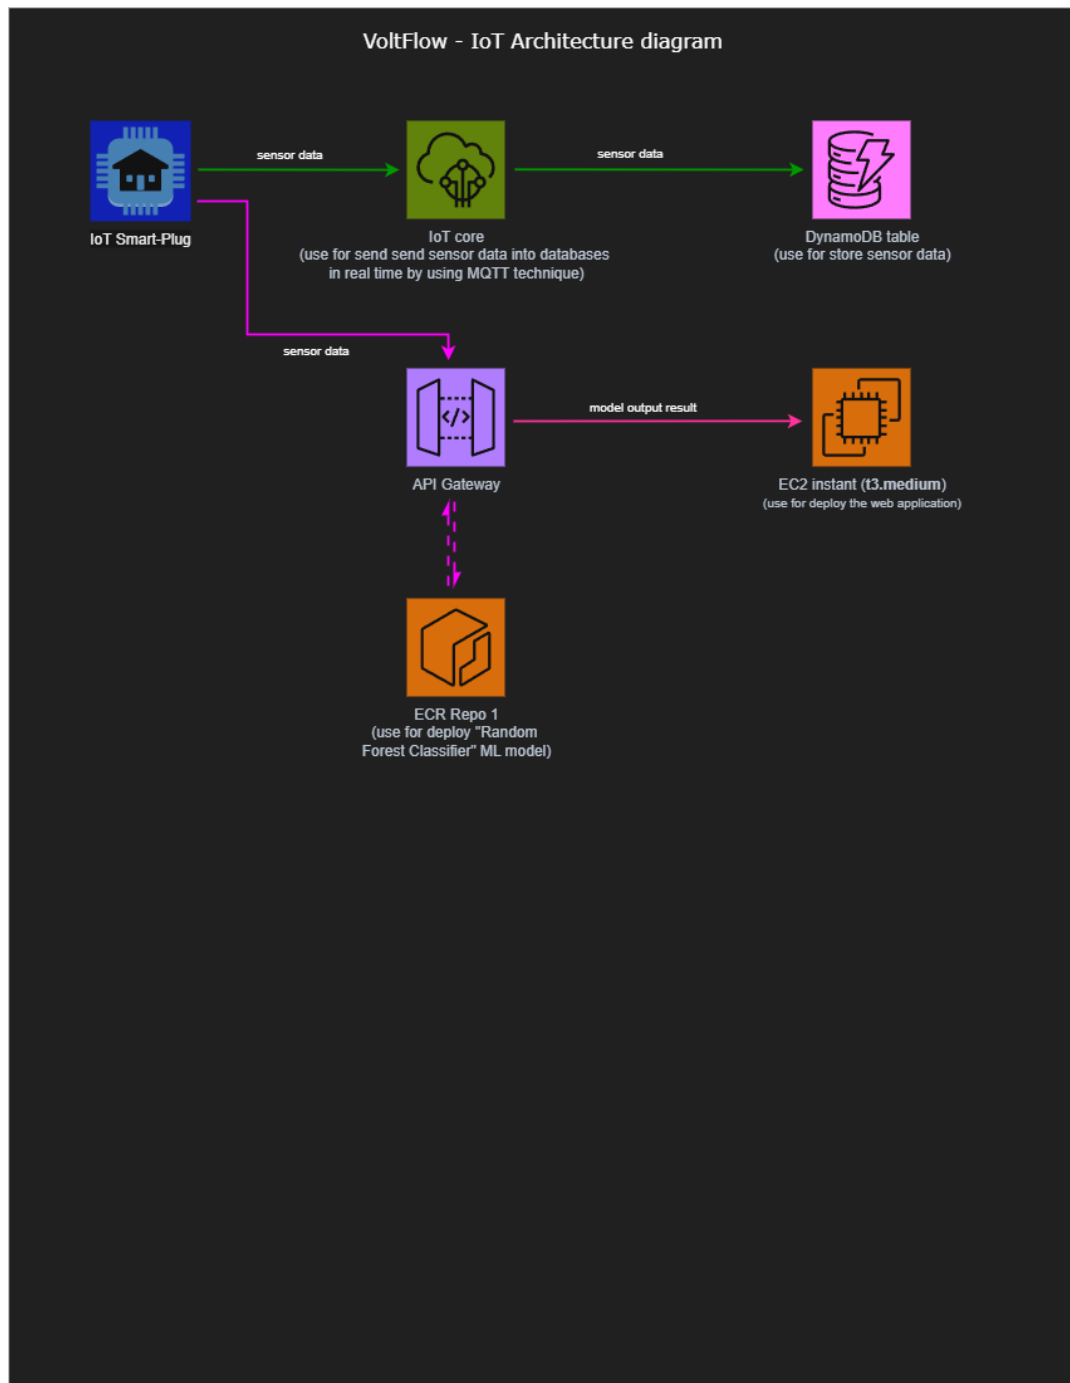 VoltFlow - IoT Architecture diagram
sensor data
sensor data
IoT Smart-Plug
IoT core
(use for send send sensor data into databases
in real time by using MQTT technique)
DynamoDB table
(use for store sensor data)
sensor data
</>
model output result
API Gateway
EC2 instant (t3.medium)
(use for deploy the web application)
ECR Repo 1
(use for deploy "Random
Forest Classifier" ML model)